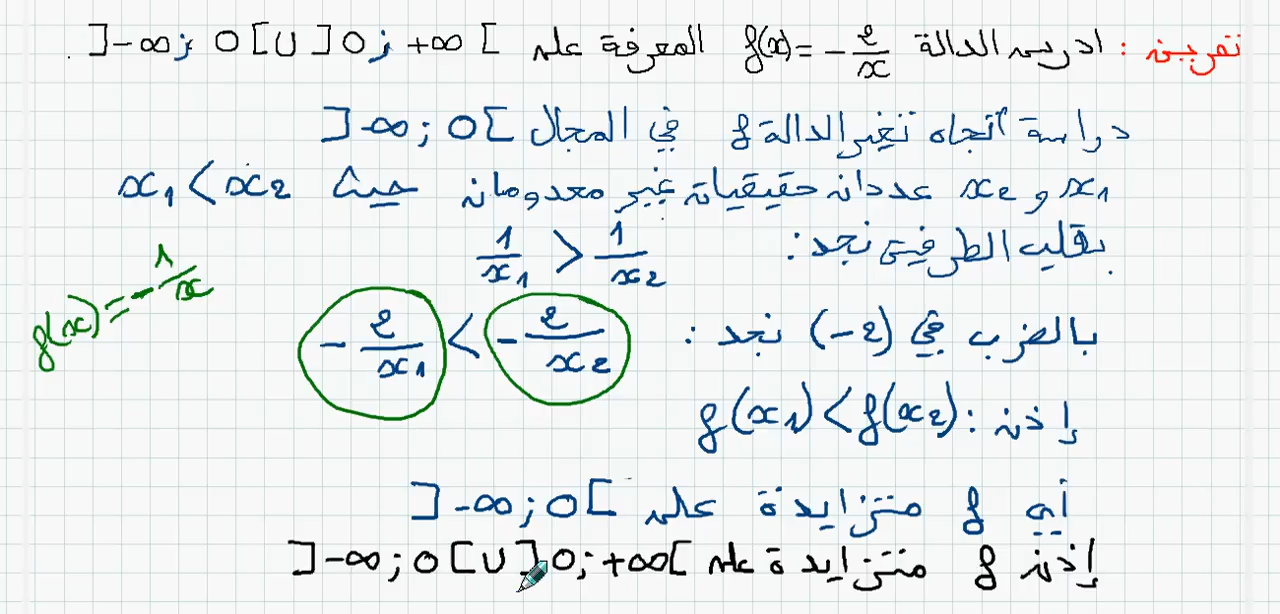 تمرين : ادرس الدالة f(x) = -2/x المعرفة على ]-∞; 0[ ∪ ]0; +∞[
دراسة اتجاه تغير الدالة f في المجال ]-∞; 0[
x1 و x2 عددان حقيقيان غير معدومان حيث x1 < x2
بقلب الطرفين نجد : 1/x1 > 1/x2
f(x) = -1/x
بالضرب في (-2) نجد : -2/x1 < -2/x2
إذن : f(x1) < f(x2)
أي f متزايدة على ]-∞; 0[
إذن f متزايدة على ]-∞; 0[ ∪ ]0; +∞[